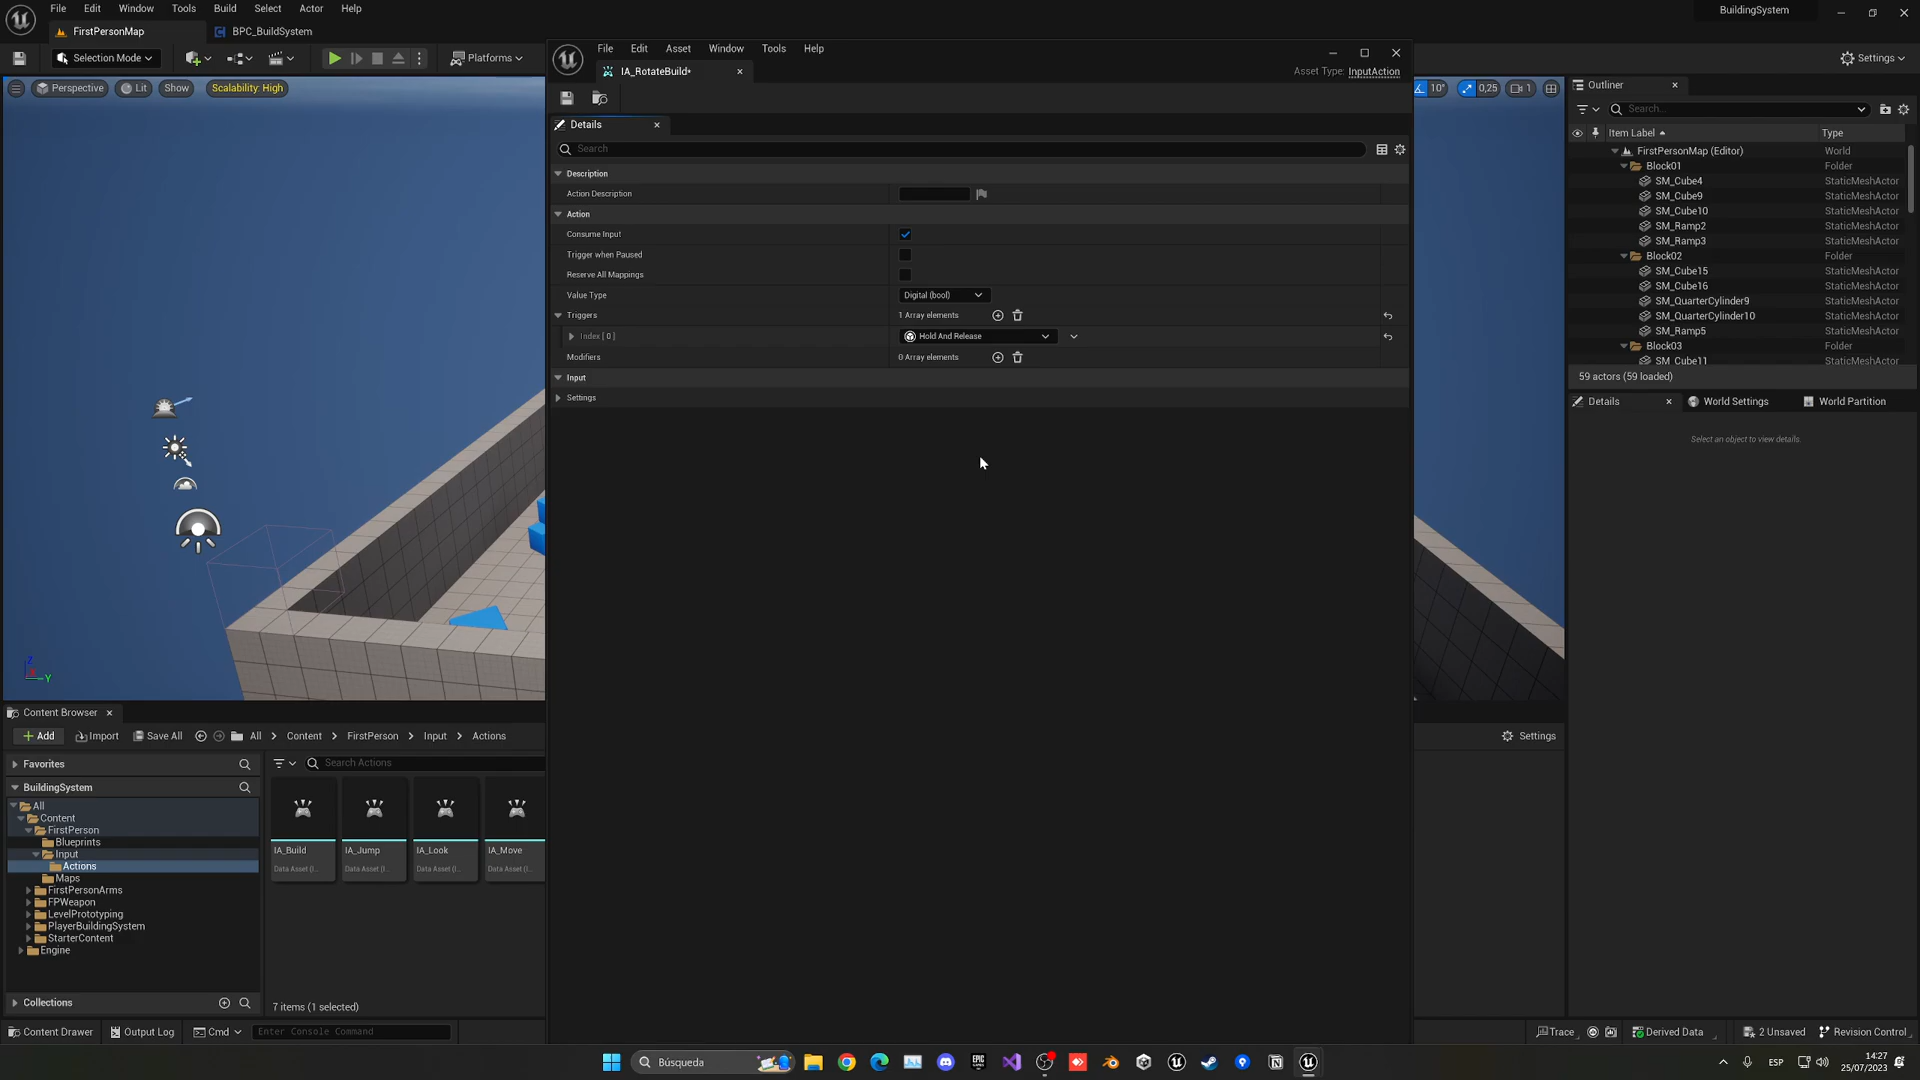 File Edit Window Tools Build Select Actor Help
BuildingSystem
FirstPersonMap
BPC_BuildSystem
Selection Mode
Platforms
Settings
Perspective
Lit
Show
Scalability: High
File Edit Asset Window Tools Help
IA_RotateBuild*
Asset Type: InputAction
Details
Search
Description
Action Description
Action
Consume Input
Trigger when Paused
Reserve All Mappings
Value Type
Digital (bool)
Triggers
1 Array elements
Index [ 0 ]
Hold And Release
Modifiers
0 Array elements
Input
Settings
10°
0,25
1
Outliner
Search...
Item Label
Type
FirstPersonMap (Editor) World
Block01 Folder
SM_Cube4 StaticMeshActor
SM_Cube9 StaticMeshActor
SM_Cube10 StaticMeshActor
SM_Ramp2 StaticMeshActor
SM_Ramp3 StaticMeshActor
Block02 Folder
SM_Cube15 StaticMeshActor
SM_Cube16 StaticMeshActor
SM_QuarterCylinder9 StaticMeshActor
SM_QuarterCylinder10 StaticMeshActor
SM_Ramp5 StaticMeshActor
Block03 Folder
SM_Cube11 StaticMeshActor
59 actors (59 loaded)
Details
World Settings
World Partition
Select an object to view details.
Z
Y
Content Browser
Add
Import
Save All
All > Content > FirstPerson > Input > Actions
Settings
Favorites
BuildingSystem
All
Content
FirstPerson
Blueprints
Input
Actions
Maps
FirstPersonArms
FPWeapon
LevelPrototyping
PlayerBuildingSystem
StarterContent
Engine
Collections
Search Actions
IA_Build
Data Asset (I...
IA_Jump
Data Asset (I...
IA_Look
Data Asset (I...
IA_Move
Data Asset (I...
7 items (1 selected)
Content Drawer
Output Log
Cmd
Enter Console Command
Trace
Derived Data
2 Unsaved
Revision Control
Búsqueda
ESP
14:27
25/07/2023